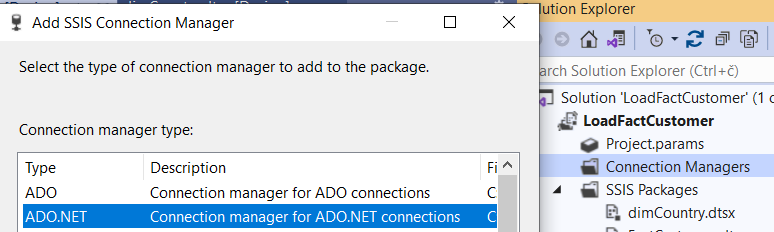 Add SSIS Connection Manager
Select the type of connection manager to add to the package.
Connection manager type:
Type Description Fi
ADO Connection manager for ADO connections C
ADO.NET Connection manager for ADO.NET connections C
Solution Explorer
arch Solution Explorer (Ctrl+č)
Solution 'LoadFactCustomer' (1
LoadFactCustomer
Project.params
Connection Managers
SSIS Packages
dimCountry.dtsx